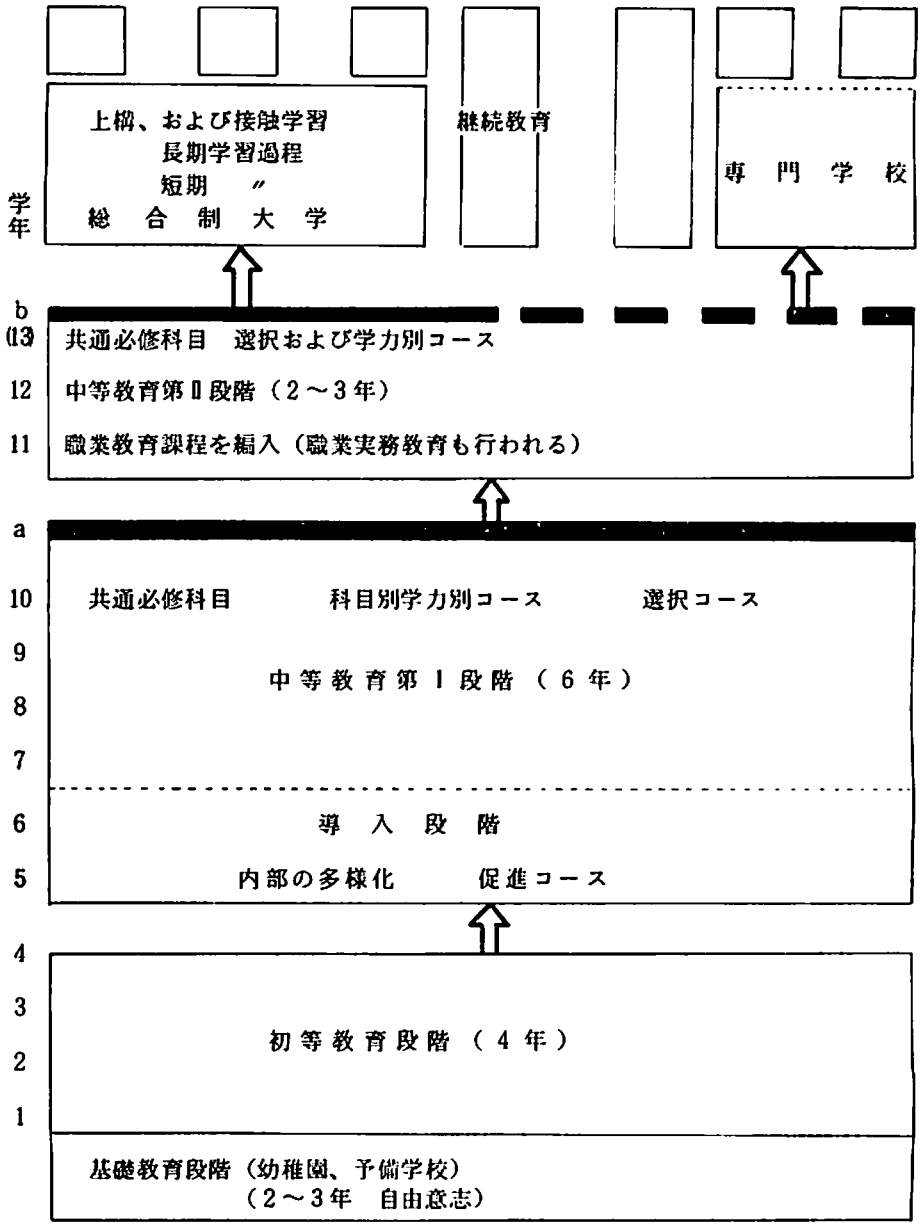 上構、および接触学習
長期学習過程
短期 〃
総合制大学
継続教育
専門学校
学年
b
(13) 共通必修科目 選択および学力別コース
12 中等教育第Ⅱ段階（2～3年）
11 職業教育課程を編入（職業実務教育も行われる）
a
10 共通必修科目 科目別学力別コース 選択コース
9
中等教育第Ⅰ段階（6年）
8
7
6 導入段階
5 内部の多様化 促進コース
4
3
初等教育段階（4年）
2
1
基礎教育段階（幼稚園、予備学校）
（2～3年 自由意志）